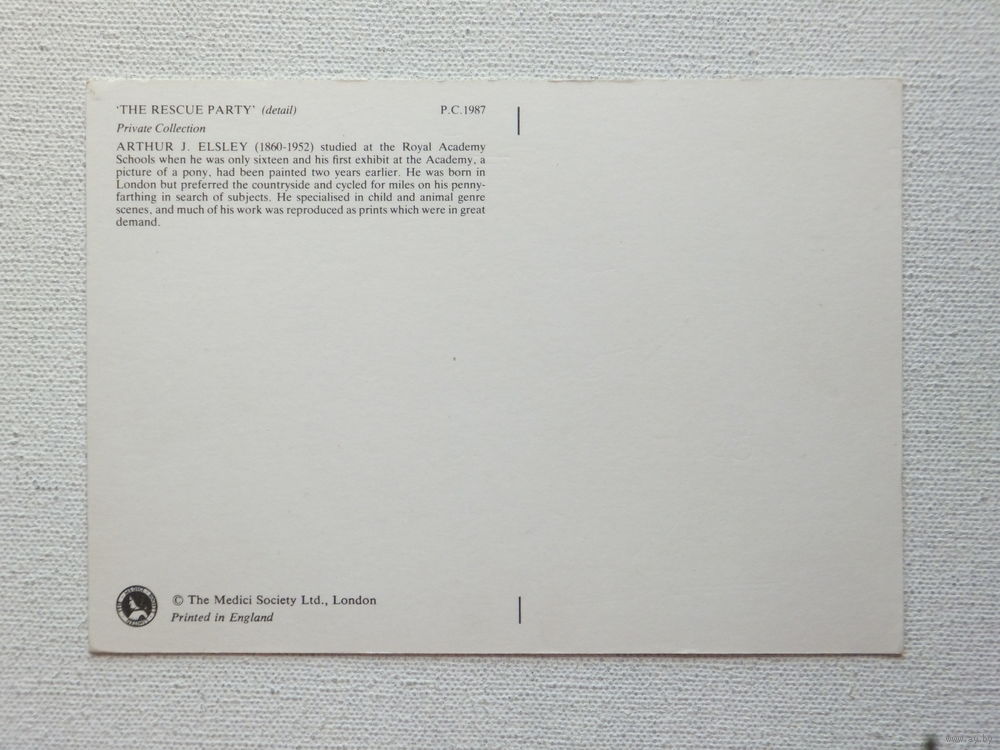 'THE RESCUE PARTY' (detail) P.C.1987
Private Collection
ARTHUR J. ELSLEY (1860-1952) studied at the Royal Academy
Schools when he was only sixteen and his first exhibit at the Academy, a
picture of a pony, had been painted two years earlier. He was born in
London but preferred the countryside and cycled for miles on his penny-
farthing in search of subjects. He specialised in child and animal genre
scenes, and much of his work was reproduced as prints which were in great
demand.
© The Medici Society Ltd., London
Printed in England
www.ay.by